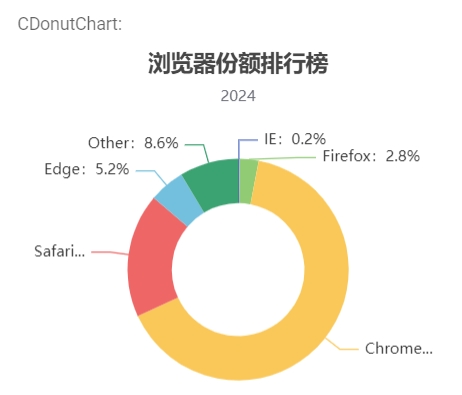 CDonutChart:
浏览器份额排行榜
2024
IE：0.2%
Other：8.6%
Firefox：2.8%
Edge：5.2%
Safari...
Chrome...